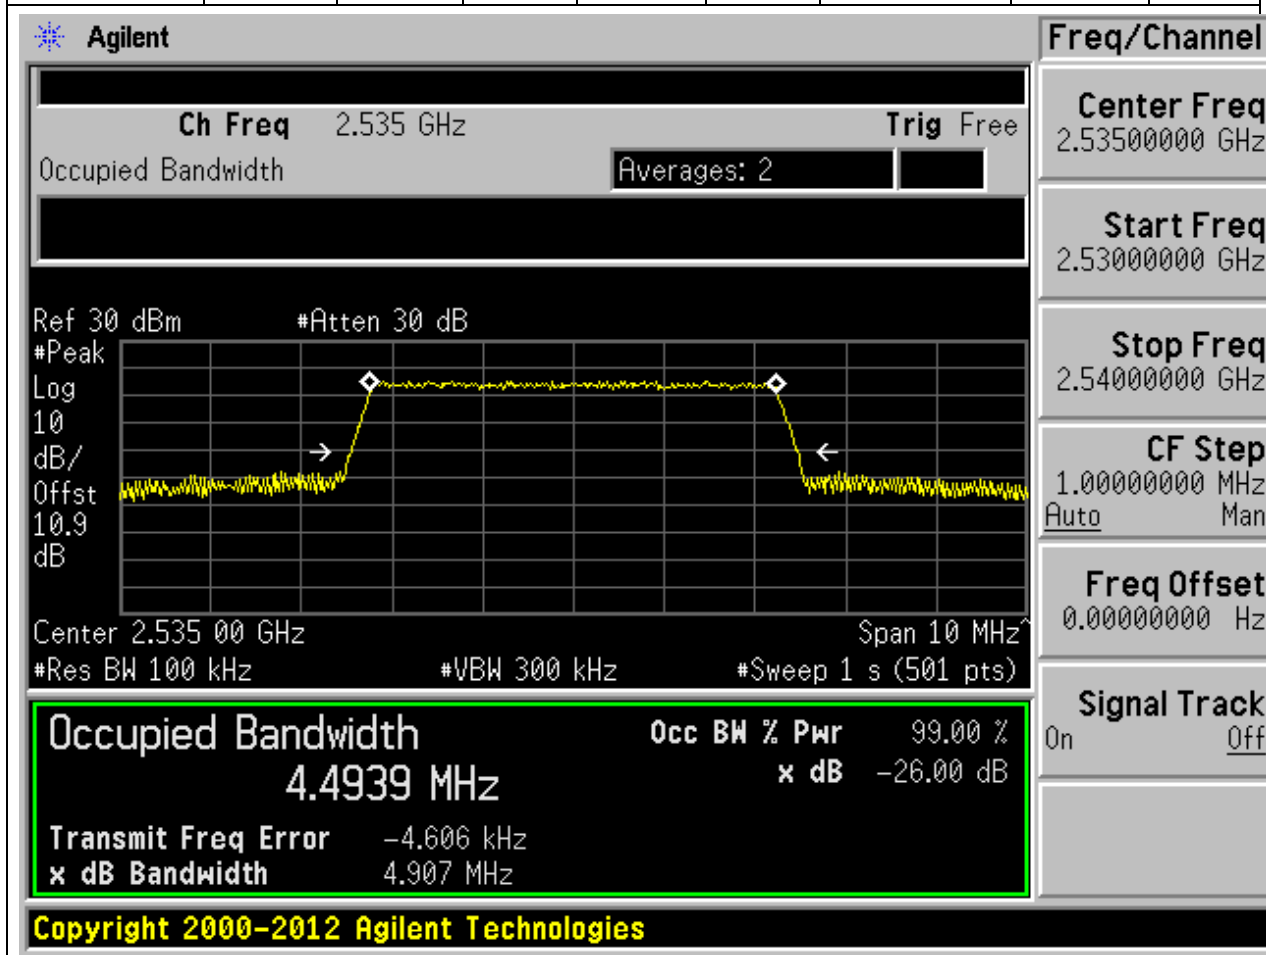 Agilent
Freq/Channel
Ch Freq 2.535 GHz Trig Free
Occupied Bandwidth Averages: 2
Center Freq
2.53500000 GHz
Start Freq
2.53000000 GHz
Stop Freq
2.54000000 GHz
CF Step
1.00000000 MHz
Auto Man
Freq Offset
0.00000000 Hz
Signal Track
On Off
Ref 30 dBm #Atten 30 dB
#Peak
Log
10
dB/
Offst
10.9
dB
Center 2.535 00 GHz Span 10 MHz^
#Res BW 100 kHz #VBW 300 kHz #Sweep 1 s (501 pts)
Occupied Bandwidth Occ BW % Pwr 99.00 %
4.4939 MHz x dB -26.00 dB
Transmit Freq Error -4.606 kHz
x dB Bandwidth 4.907 MHz
Copyright 2000-2012 Agilent Technologies